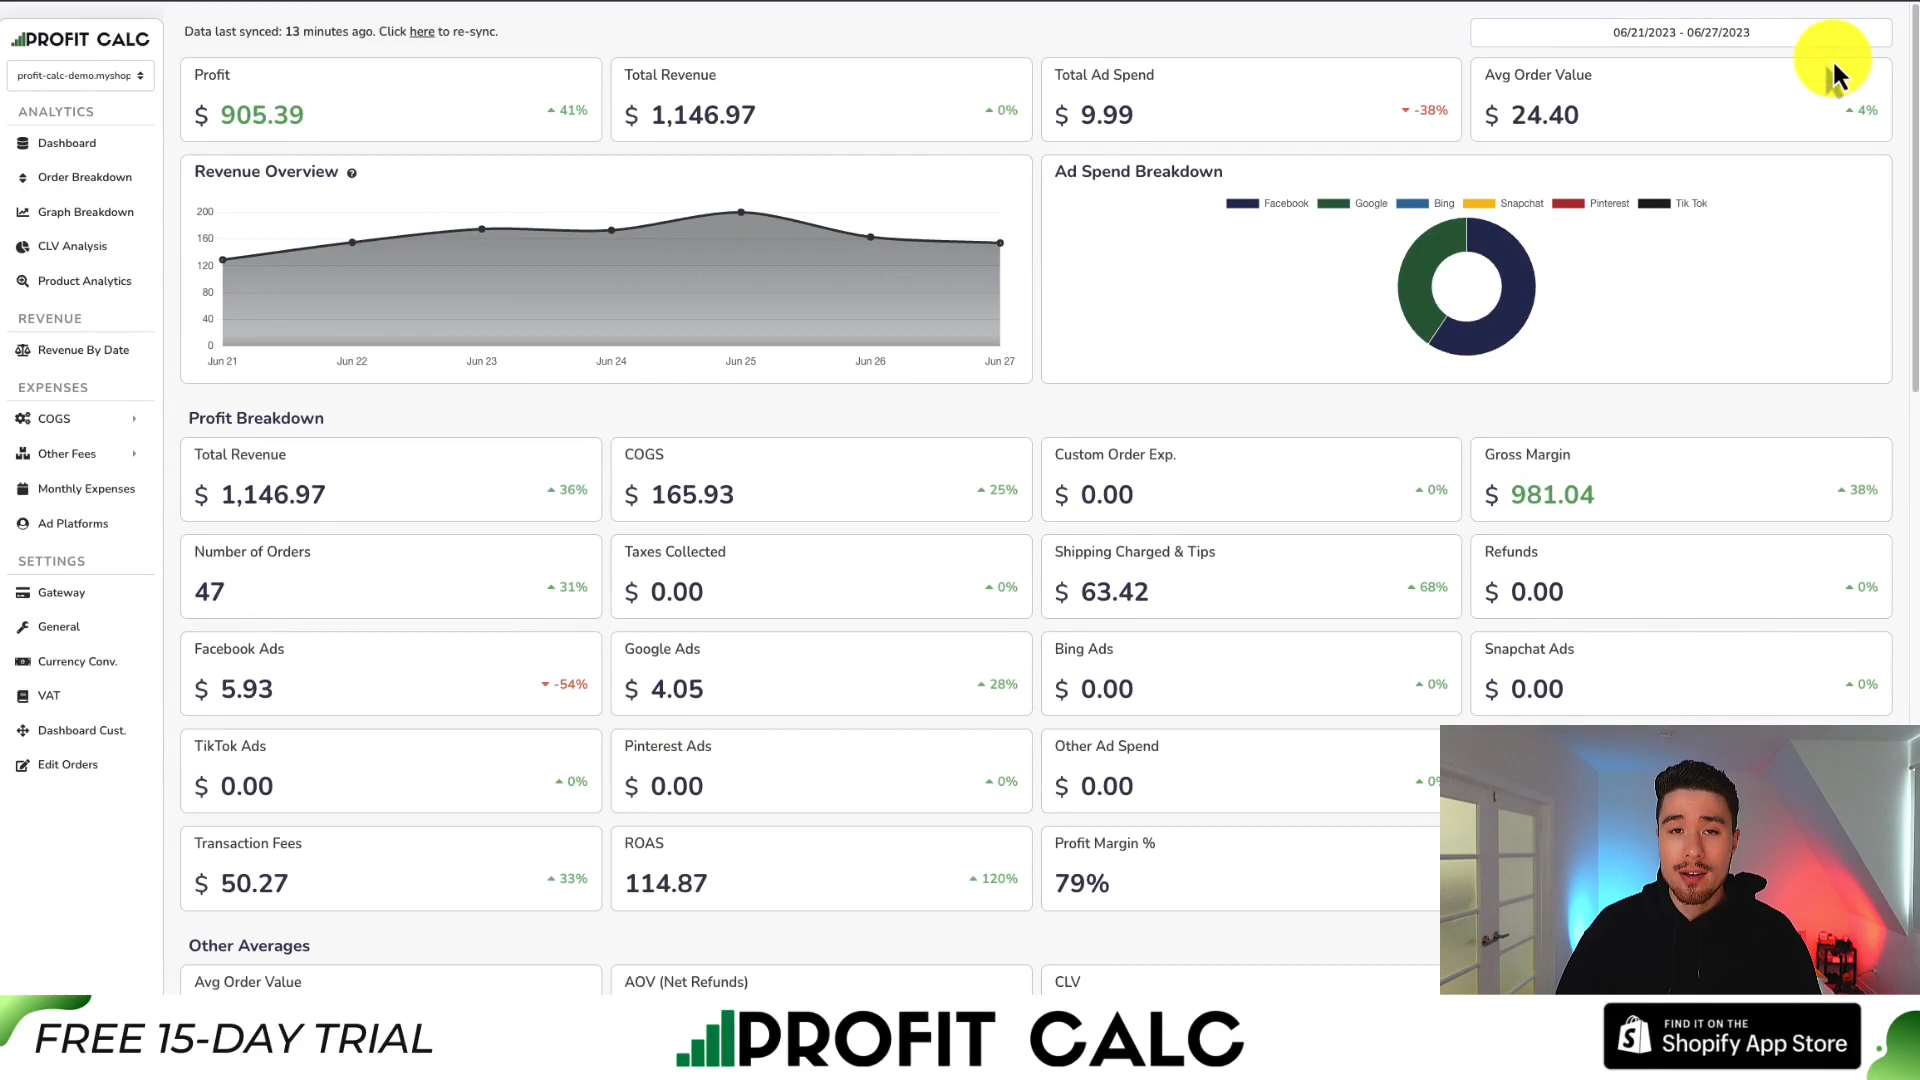 PROFIT CALC
profit-calc-demo.myshop
ANALYTICS
Dashboard
Order Breakdown
Graph Breakdown
CLV Analysis
Product Analytics
REVENUE
Revenue By Date
EXPENSES
COGS
Other Fees
Monthly Expenses
Ad Platforms
SETTINGS
Gateway
General
Currency Conv.
VAT
Dashboard Cust.
Edit Orders
Data last synced: 13 minutes ago. Click here to re-sync.
06/21/2023 - 06/27/2023
Profit
$ 905.39 41%
Total Revenue
$ 1,146.97 0%
Total Ad Spend
$ 9.99 -38%
Avg Order Value
$ 24.40 4%
Revenue Overview
200
160
120
80
40
0
Jun 21 Jun 22 Jun 23 Jun 24 Jun 25 Jun 26 Jun 27
Ad Spend Breakdown
Facebook Google Bing Snapchat Pinterest Tik Tok
Profit Breakdown
Total Revenue
$ 1,146.97 36%
COGS
$ 165.93 25%
Custom Order Exp.
$ 0.00 0%
Gross Margin
$ 981.04 38%
Number of Orders
47 31%
Taxes Collected
$ 0.00 0%
Shipping Charged & Tips
$ 63.42 68%
Refunds
$ 0.00 0%
Facebook Ads
$ 5.93 -54%
Google Ads
$ 4.05 28%
Bing Ads
$ 0.00 0%
Snapchat Ads
$ 0.00 0%
TikTok Ads
$ 0.00 0%
Pinterest Ads
$ 0.00 0%
Other Ad Spend
$ 0.00 0%
Transaction Fees
$ 50.27 33%
ROAS
114.87 120%
Profit Margin %
79%
Other Averages
Avg Order Value
AOV (Net Refunds)
CLV
FREE 15-DAY TRIAL
PROFIT CALC
FIND IT ON THE
Shopify App Store